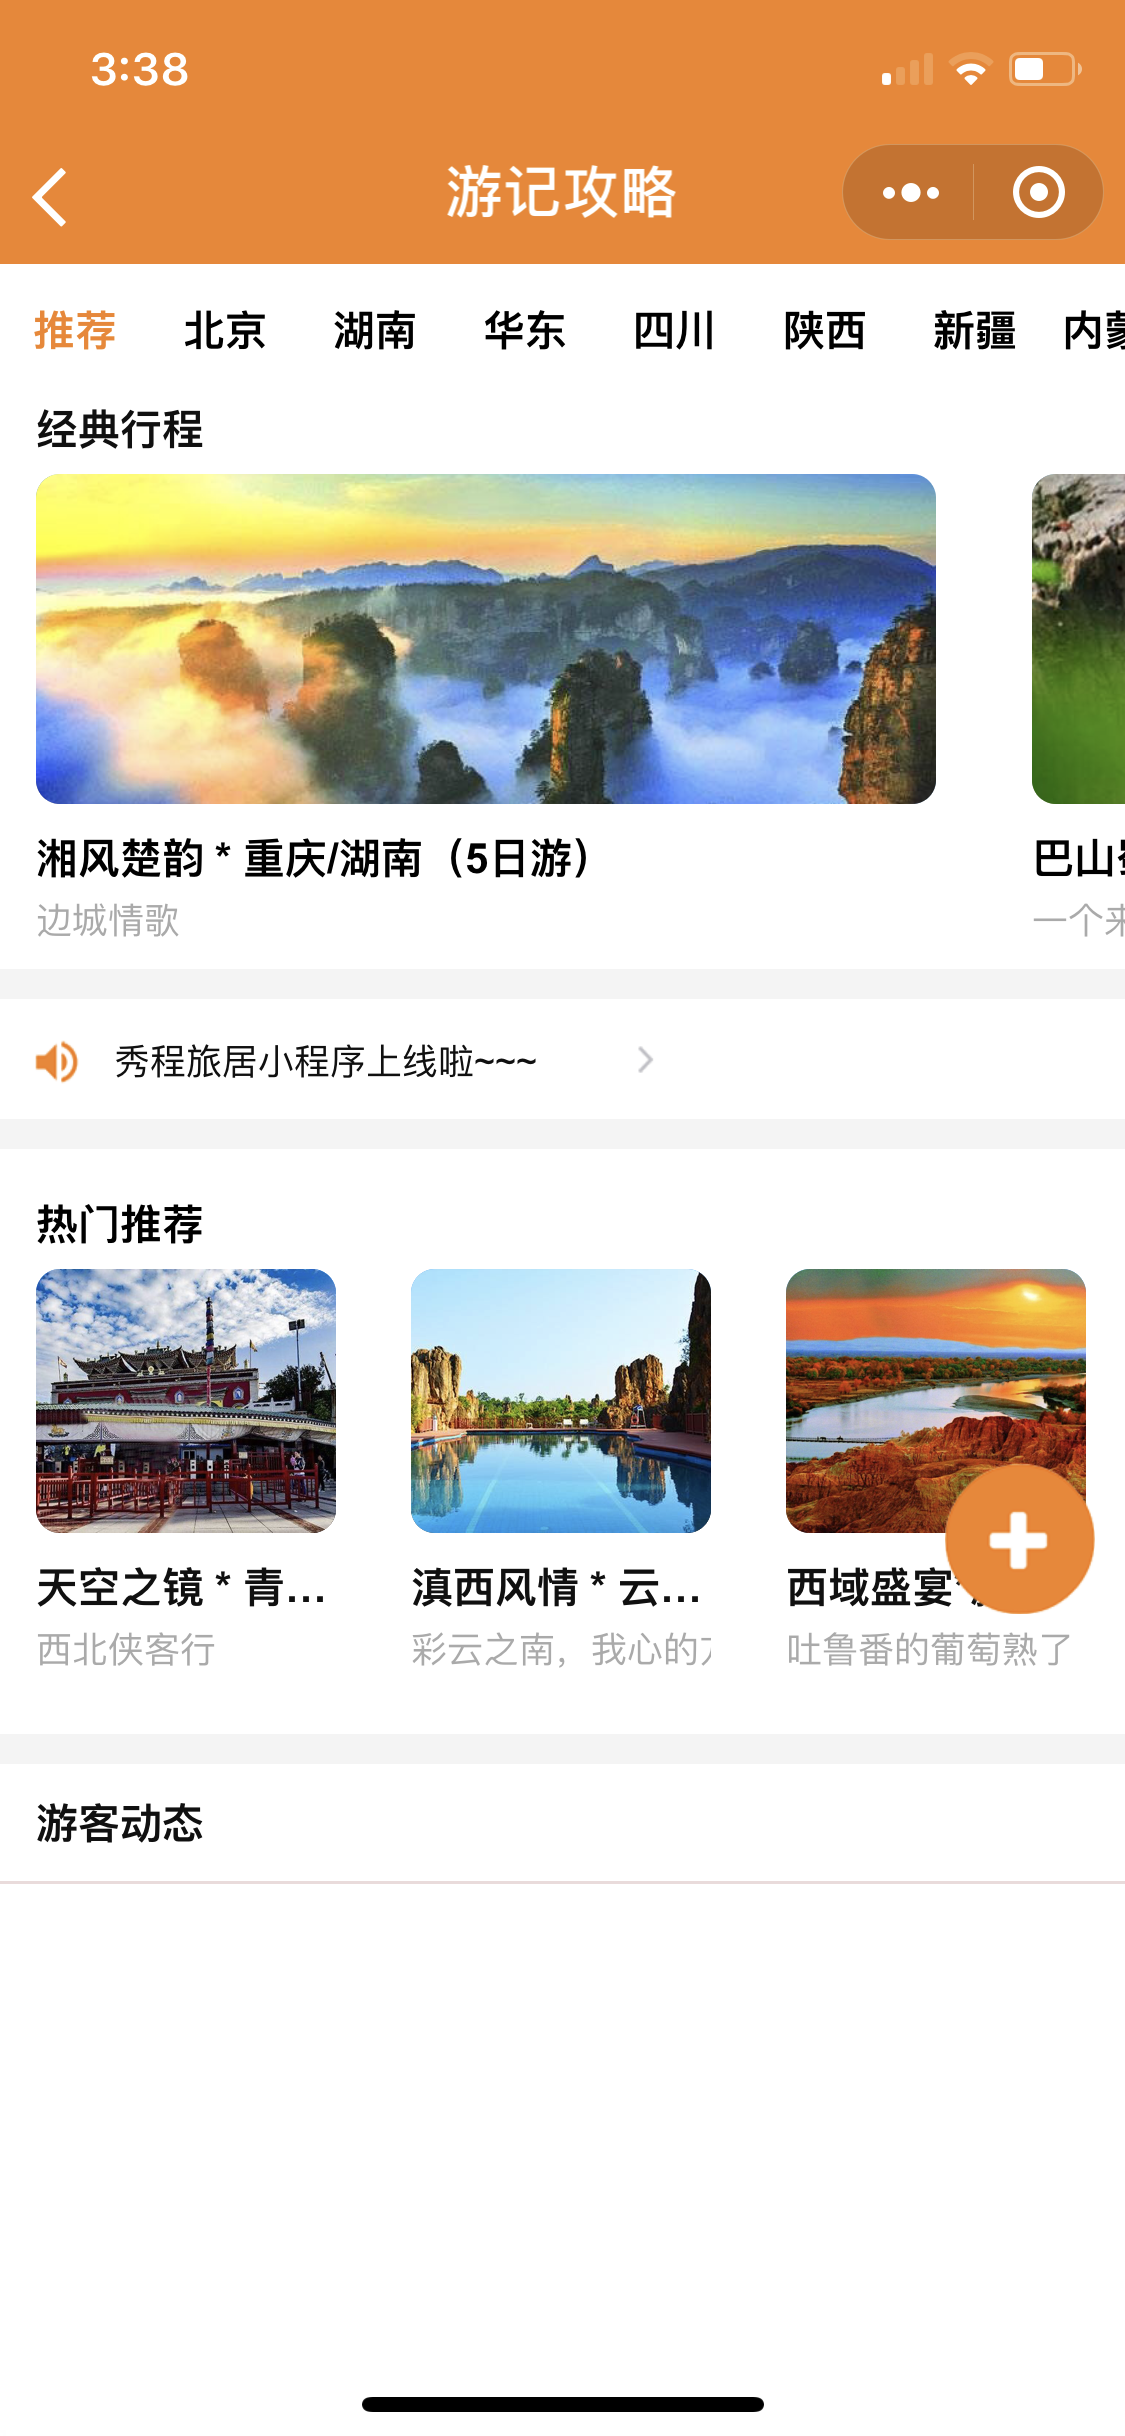 3:38
游记攻略
推荐 北京 湖南 华东 四川 陕西 新疆 内蒙
经典行程
湘风楚韵 * 重庆/湖南（5日游）
巴山
边城情歌
一个来
秀程旅居小程序上线啦~~~
热门推荐
天空之镜 * 青...
滇西风情 * 云...
西域盛宴*
西北侠客行
彩云之南，我心的
吐鲁番的葡萄熟了
游客动态